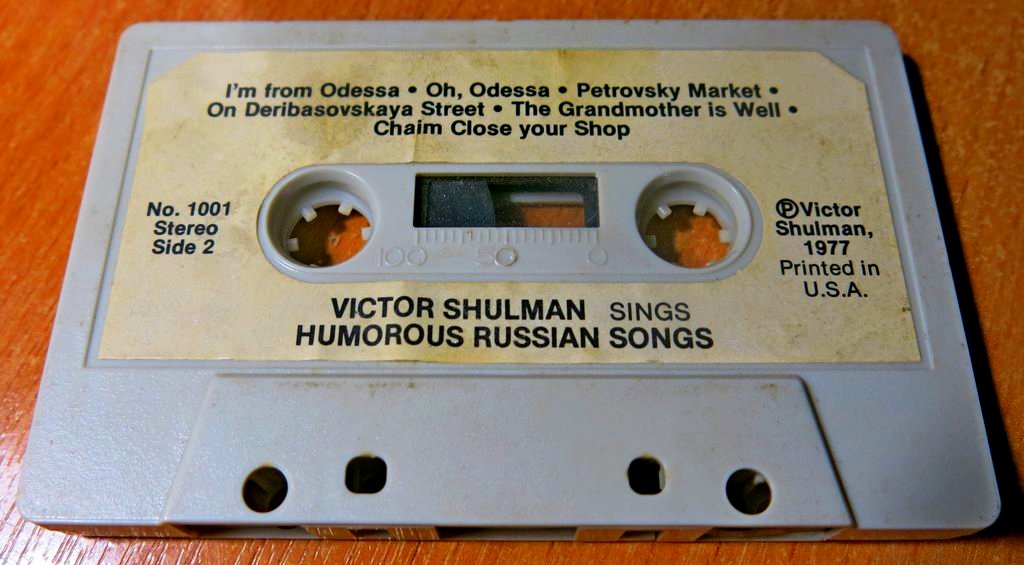 I'm from Odessa • Oh, Odessa • Petrovsky Market •
On Deribasovskaya Street • The Grandmother is Well •
Chaim Close your Shop
No. 1001
Stereo
Side 2
100 50 0
℗Victor
Shulman,
1977
Printed in
U.S.A.
VICTOR SHULMAN SINGS
HUMOROUS RUSSIAN SONGS